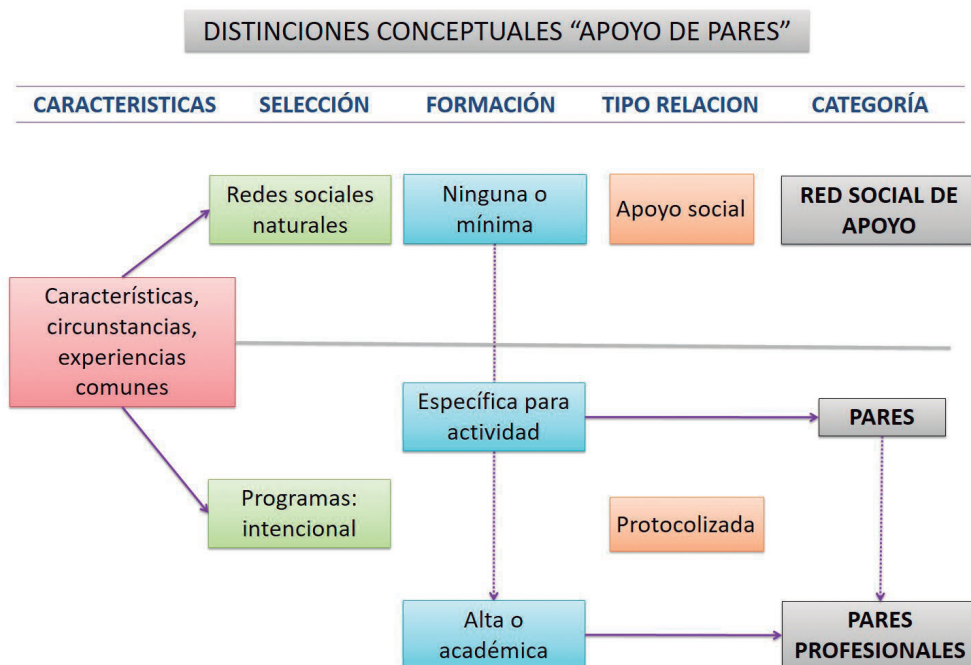 DISTINCIONES CONCEPTUALES “APOYO DE PARES”
CARACTERISTICAS SELECCIÓN FORMACIÓN TIPO RELACION CATEGORÍA
Redes sociales
naturales
Ninguna o
mínima
Apoyo social
RED SOCIAL DE
APOYO
Característícas,
circunstancias,
experiencias
comunes
Específica para
actividad
PARES
Programas:
intencional
Protocolizada
Alta o
académica
PARES
PROFESIONALES